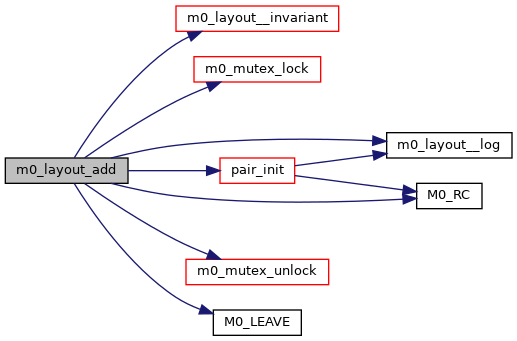 m0_layout__invariant
m0_mutex_lock
m0_layout__log
m0_layout_add
pair_init
M0_RC
m0_mutex_unlock
M0_LEAVE